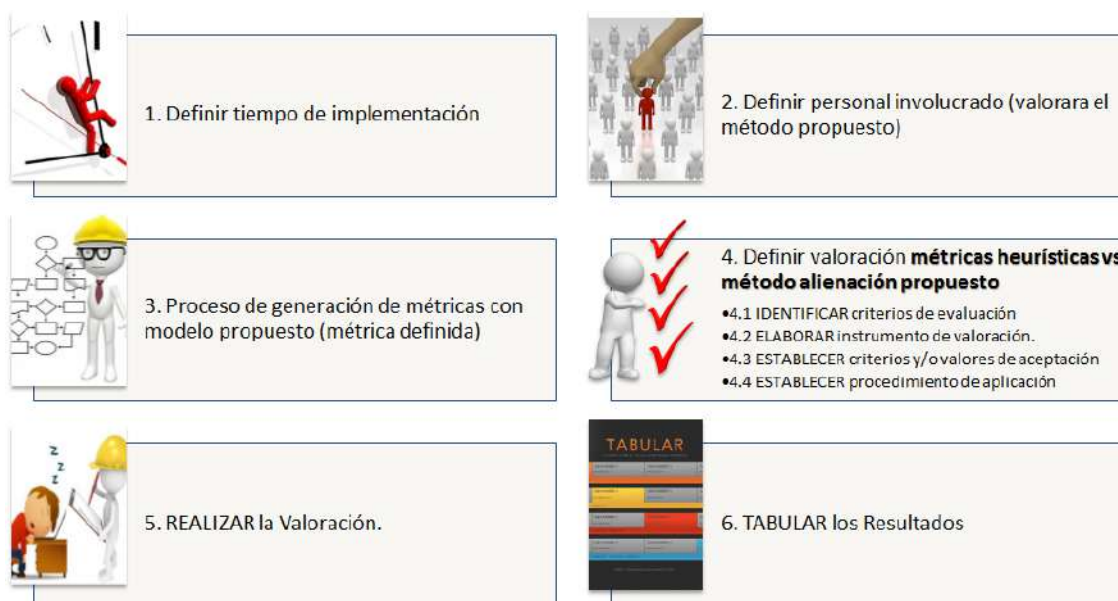 1. Definir tiempo de implementación
2. Definir personal involucrado (valorara el
método propuesto)
3. Proceso de generación de métricas con
modelo propuesto (métrica definida)
4. Definir valoración métricas heurísticas vs
método alienación propuesto
•4.1 IDENTIFICAR criterios de evaluación
•4.2 ELABORAR instrumento de valoración.
•4.3 ESTABLECER criterios y/o valores de aceptación
•4.4 ESTABLECER procedimiento de aplicación
z
z
z
5. REALIZAR la Valoración.
TABULAR
6. TABULAR los Resultados